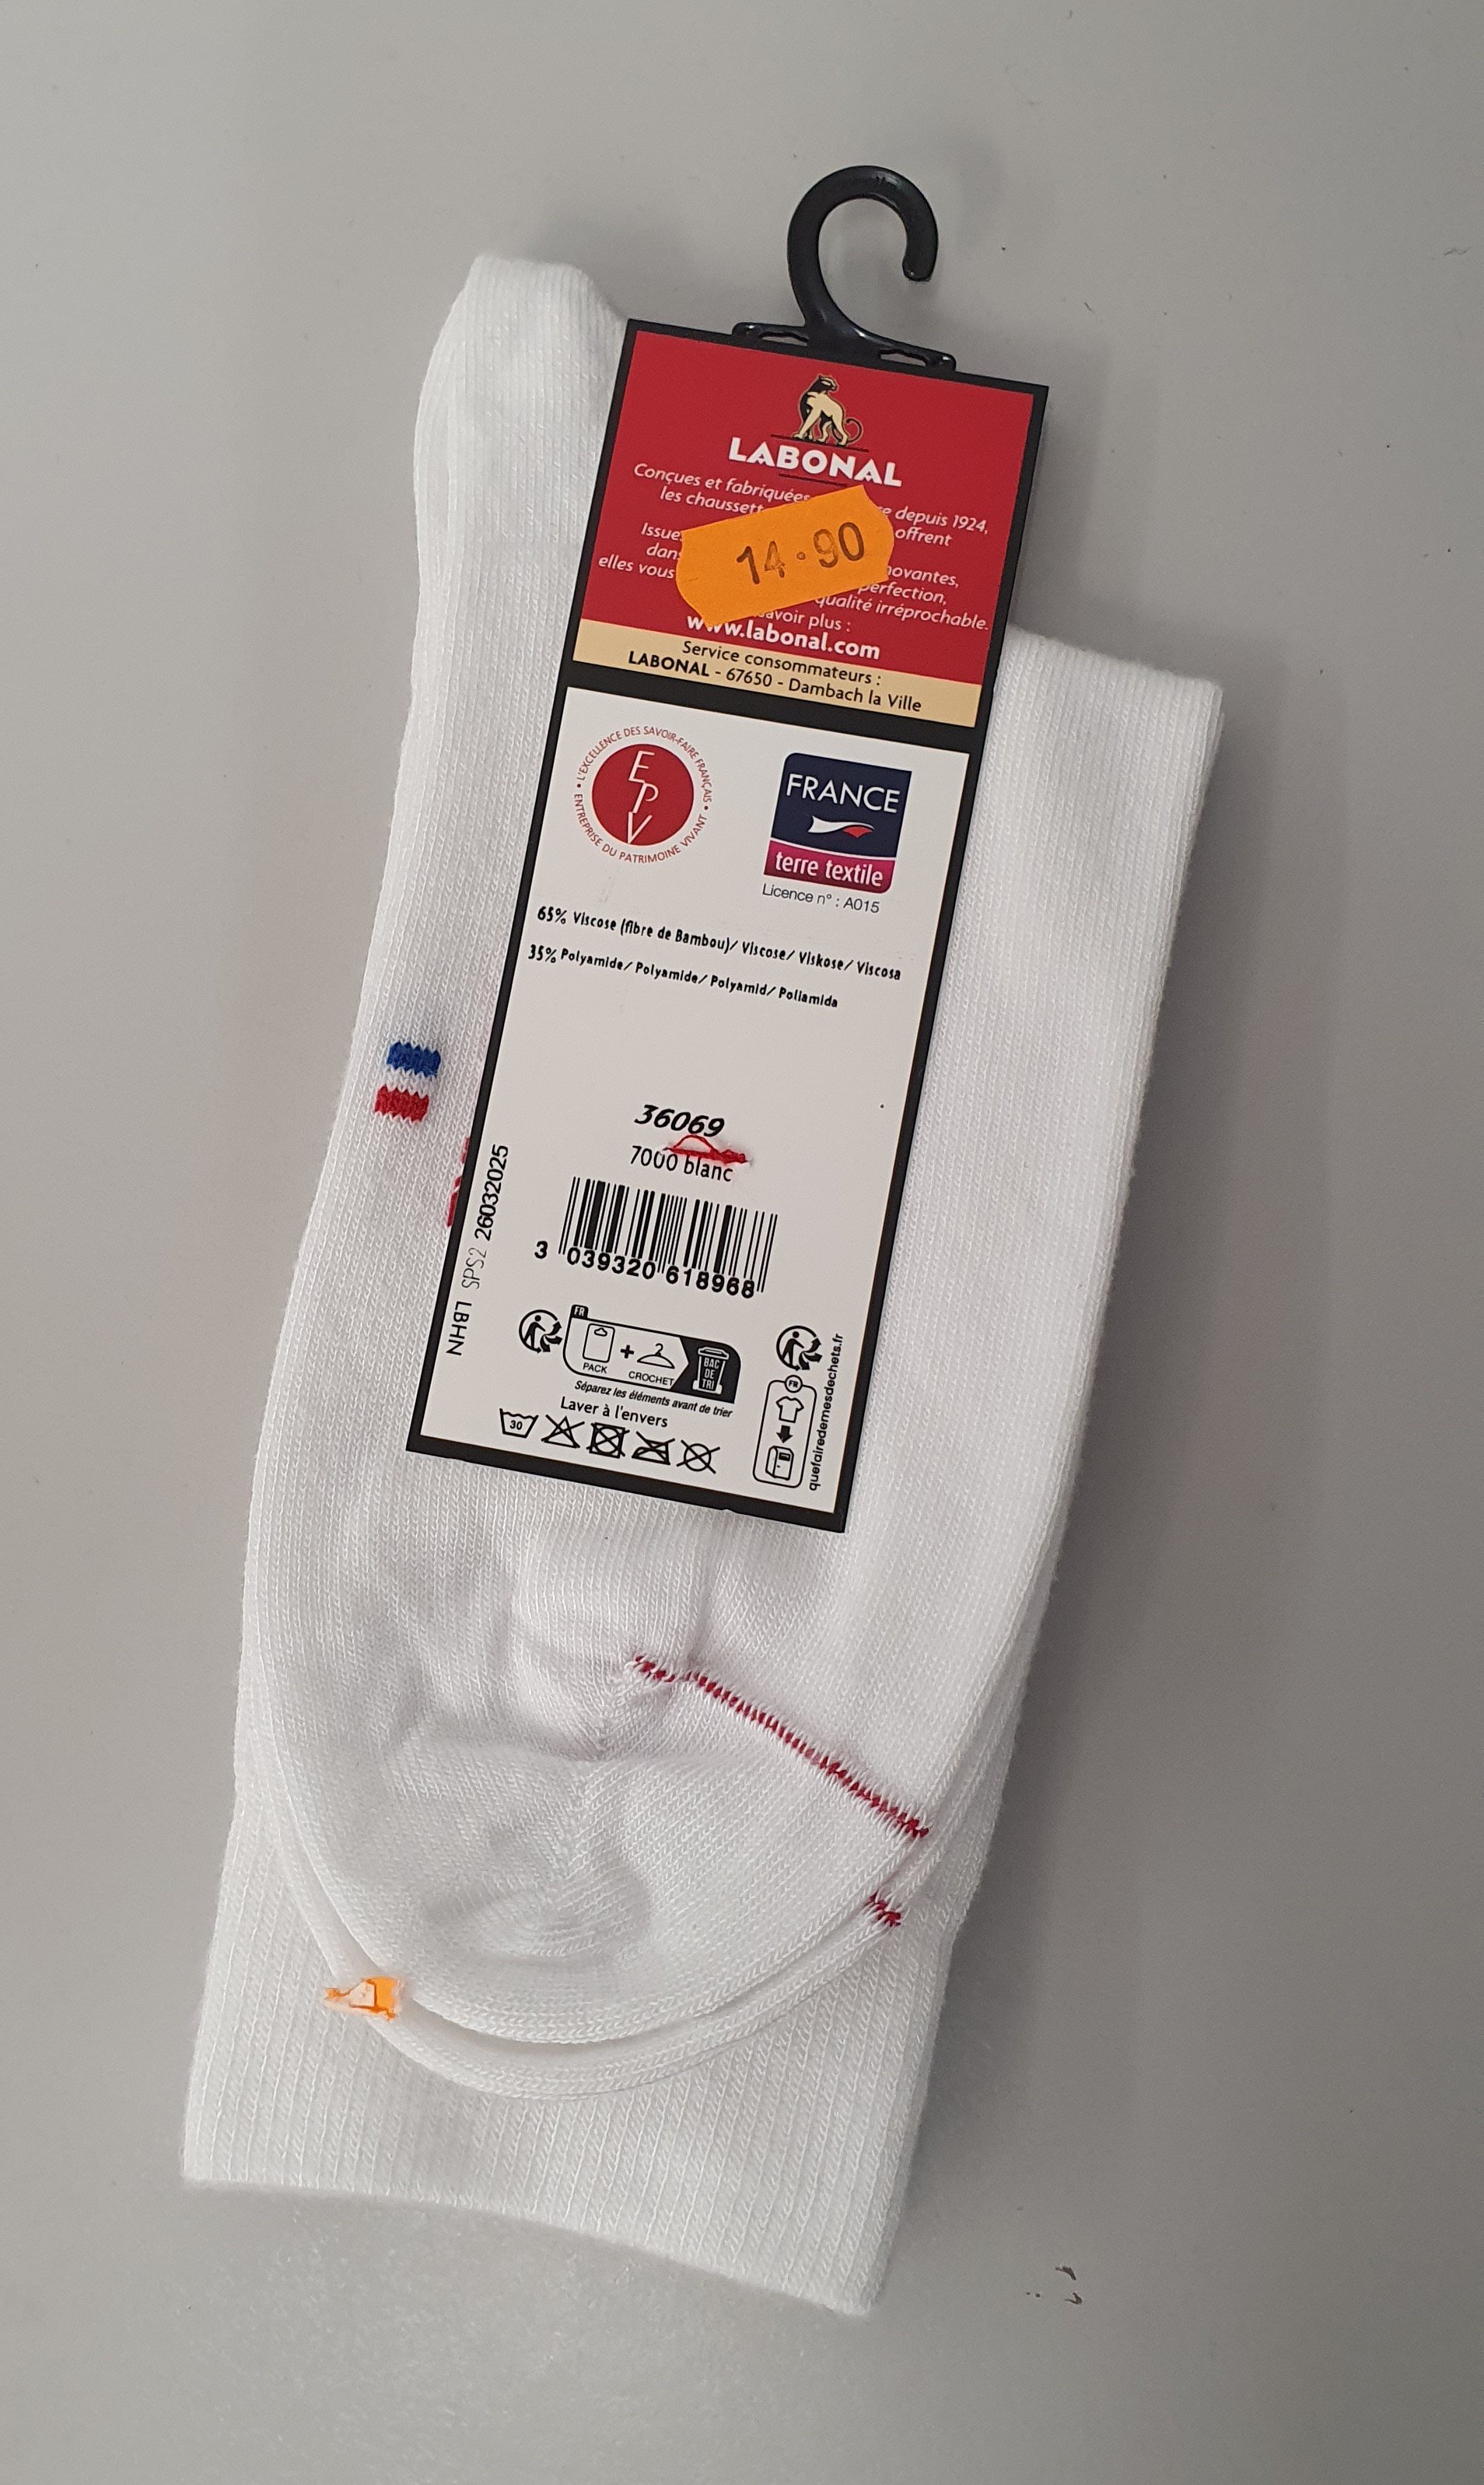 LABONAL
Conçues et fabriquées depuis 1924,
les chaussett offrent
Issue
dans novantes,
elles vous perfection,
qualité irréprochable.
14.90
savoir plus :
www.labonal.com
Service consommateurs :
LABONAL - 67650 - Dambach la Ville
• L'EXCELLENCE DES SAVOIR-FAIRE FRANÇAIS •
ENTREPRISE DU PATRIMOINE VIVANT
EPV
FRANCE
terre textile
Licence n° : A015
65% Viscose (fibre de Bambou)/ Viscose/ Viskose/ Viscosa
35% Polyamide/ Polyamide/ Polyamid/ Poliamida
36069
7000 blanc
3 039320 618968
LBHN SPS2 26032025
FR
PACK + CROCHET
BAC
DE
TRI
Séparez les éléments avant de trier
Laver à l'envers
30
FR
quefairedemesdechets.fr